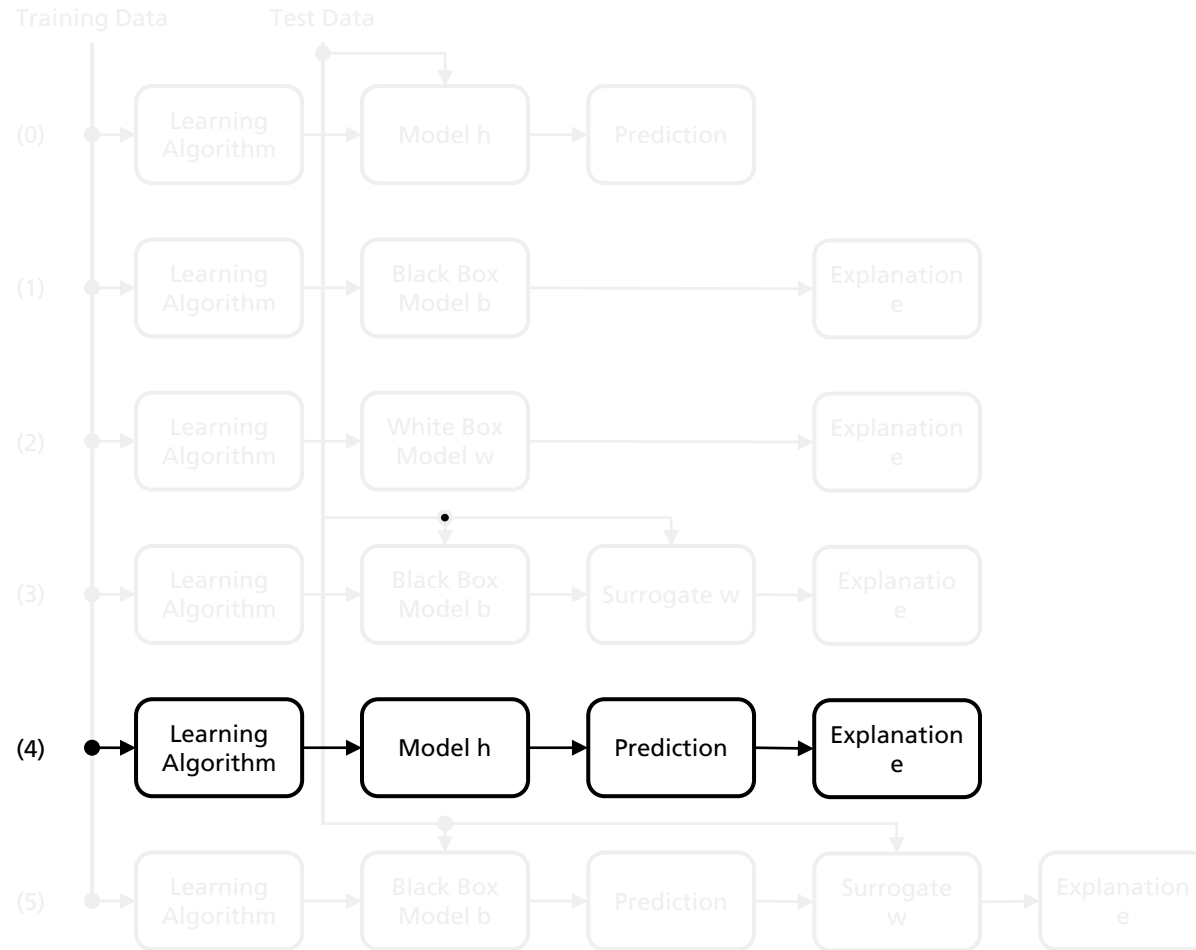 Training Data
Test Data
(0)
Learning
Algorithm
Model h
Prediction
(1)
Learning
Algorithm
Black Box
Model b
Explanation
e
(2)
Learning
Algorithm
White Box
Model w
Explanation
e
(3)
Learning
Algorithm
Black Box
Model b
Surrogate w
Explanatio
e
(4)
Learning
Algorithm
Model h
Prediction
Explanation
e
(5)
Learning
Algorithm
Black Box
Model b
Prediction
Surrogate
w
Explanation
e